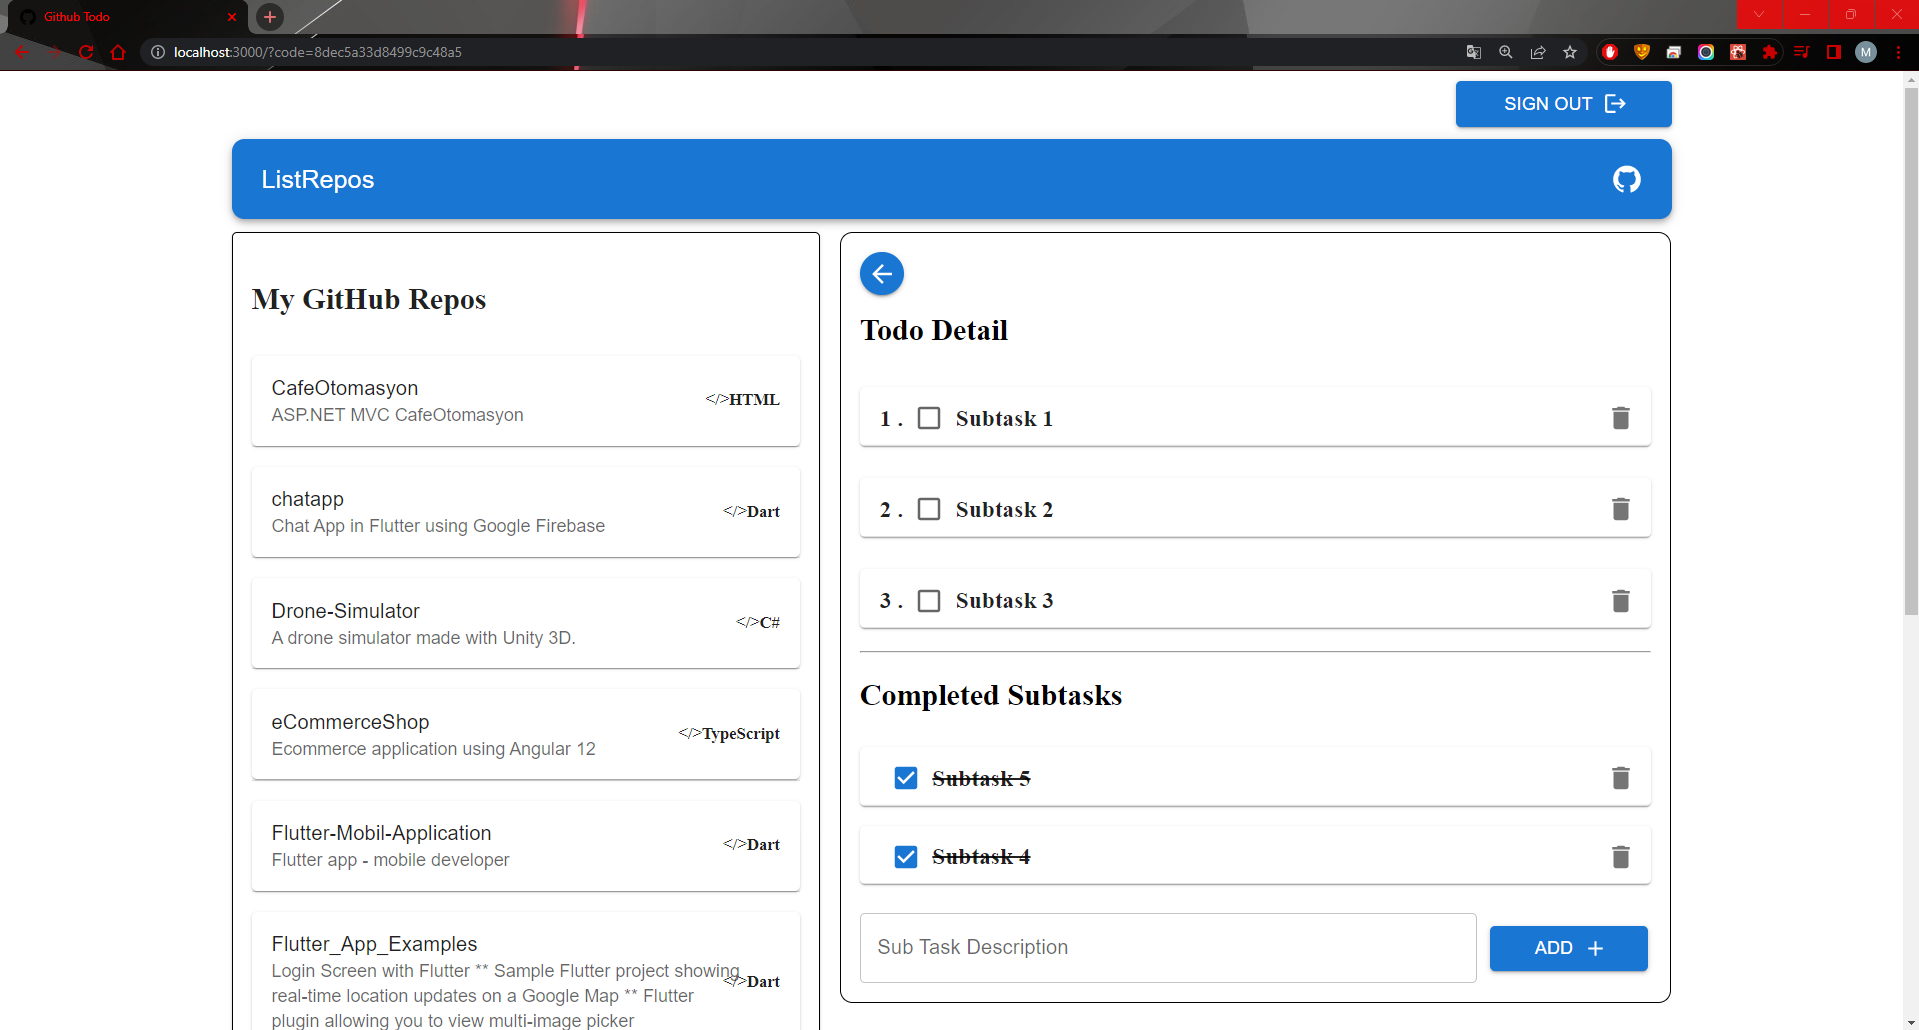 Github Todo
localhost:3000/?code=8dec5a33d8499c9c48a5
M
SIGN OUT
ListRepos
My GitHub Repos
CafeOtomasyon
ASP.NET MVC CafeOtomasyon
</>HTML
chatapp
Chat App in Flutter using Google Firebase
</>Dart
Drone-Simulator
A drone simulator made with Unity 3D.
</>C#
eCommerceShop
Ecommerce application using Angular 12
</>TypeScript
Flutter-Mobil-Application
Flutter app - mobile developer
</>Dart
Flutter_App_Examples
Login Screen with Flutter ** Sample Flutter project showing
real-time location updates on a Google Map ** Flutter
plugin allowing you to view multi-image picker
</>Dart
Todo Detail
1 . Subtask 1
2 . Subtask 2
3 . Subtask 3
Completed Subtasks
Subtask 5
Subtask 4
Sub Task Description
ADD +